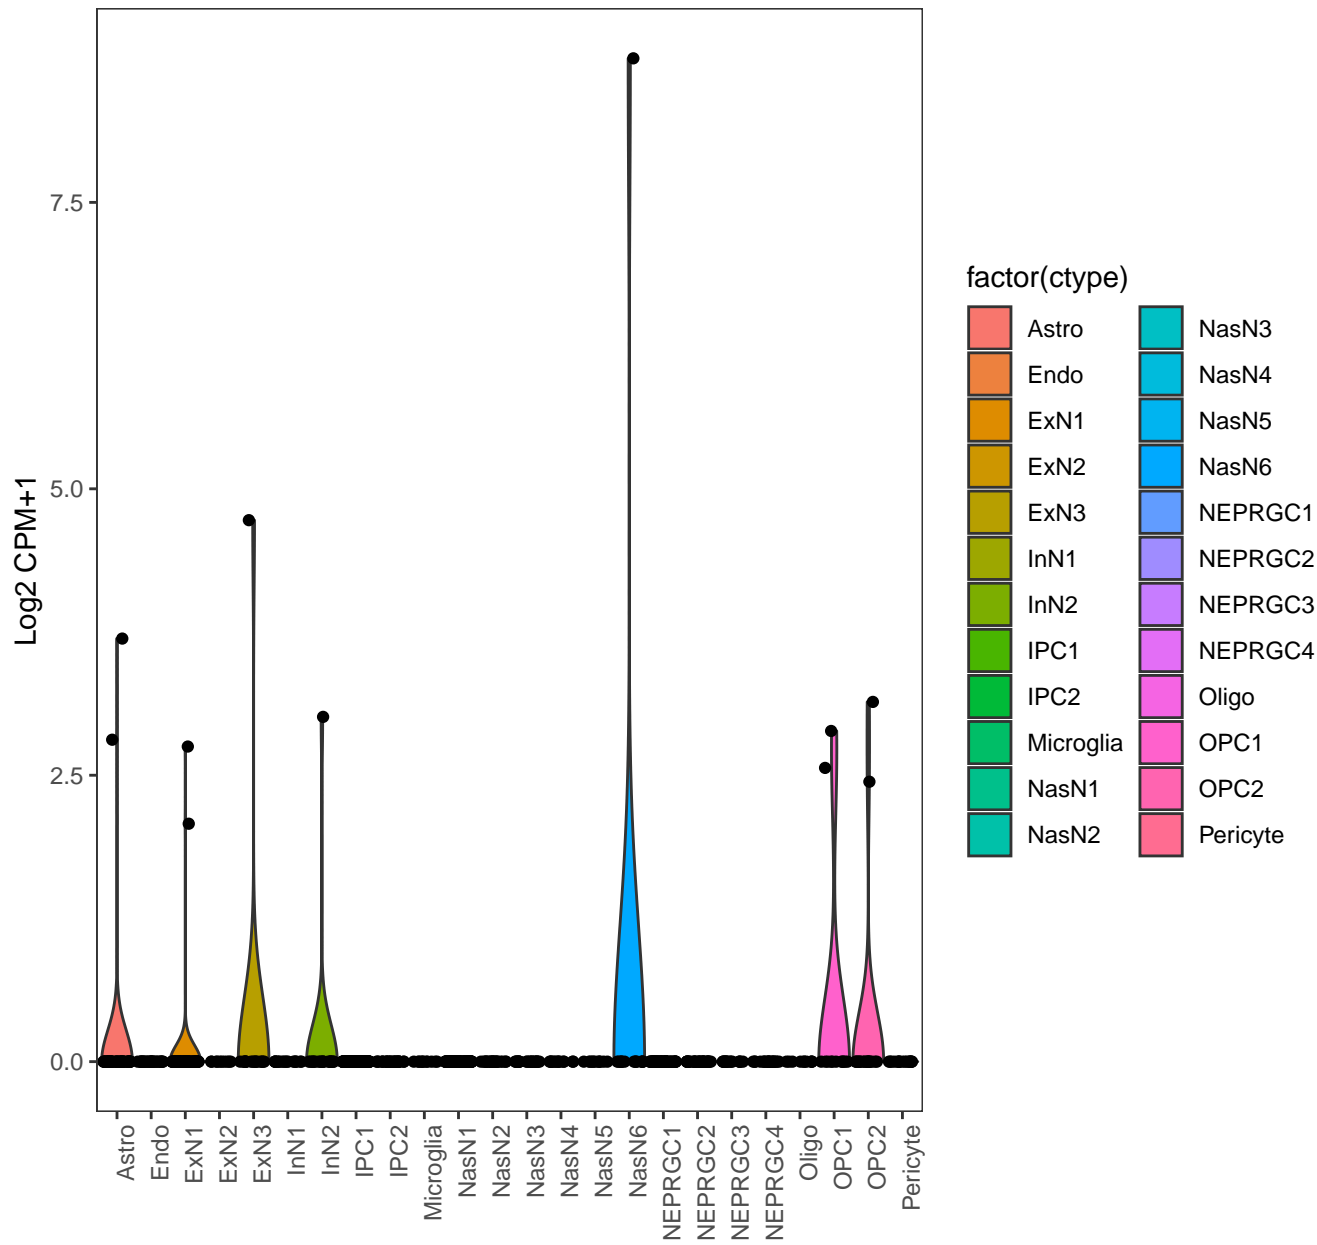 Log2 CPM+1
7.5
5.0
2.5
0.0
Astro
Endo
ExN1
ExN2
ExN3
InN1
InN2
IPC1
IPC2
Microglia
NasN1
NasN2
NasN3
NasN4
NasN5
NasN6
NEPRGC1
NEPRGC2
NEPRGC3
NEPRGC4
Oligo
OPC1
OPC2
Pericyte
factor(ctype)
Astro
Endo
ExN1
ExN2
ExN3
InN1
InN2
IPC1
IPC2
Microglia
NasN1
NasN2
NasN3
NasN4
NasN5
NasN6
NEPRGC1
NEPRGC2
NEPRGC3
NEPRGC4
Oligo
OPC1
OPC2
Pericyte